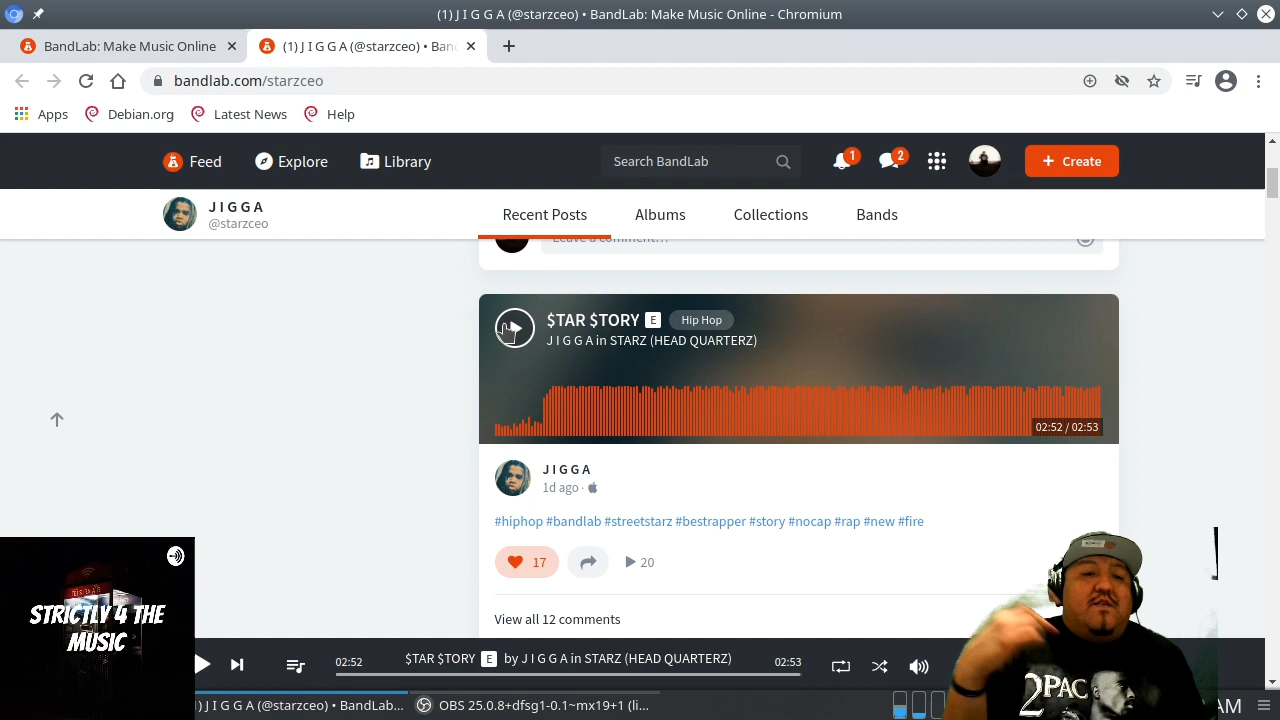 (1) J I G G A (@starzceo) • BandLab: Make Music Online - Chromium
BandLab: Make Music Online
(1) J I G G A (@starzceo) • Ban
bandlab.com/starzceo
Apps
Debian.org
Latest News
Help
Feed
Explore
Library
Search BandLab
1
2
+ Create
J I G G A
@starzceo
Recent Posts
Albums
Collections
Bands
Leave a comment...
$TAR $TORY E Hip Hop
J I G G A in STARZ (HEAD QUARTERZ)
02:52 / 02:53
J I G G A
1d ago ·
#hiphop #bandlab #streetstarz #bestrapper #story #nocap #rap #new #fire
17
20
View all 12 comments
STRICTLY 4 THE
MUSIC
02:52
$TAR $TORY E by J I G G A in STARZ (HEAD QUARTERZ)
02:53
2PAC
) J I G G A (@starzceo) • BandLab...
OBS 25.0.8+dfsg1-0.1~mx19+1 (li...
AM